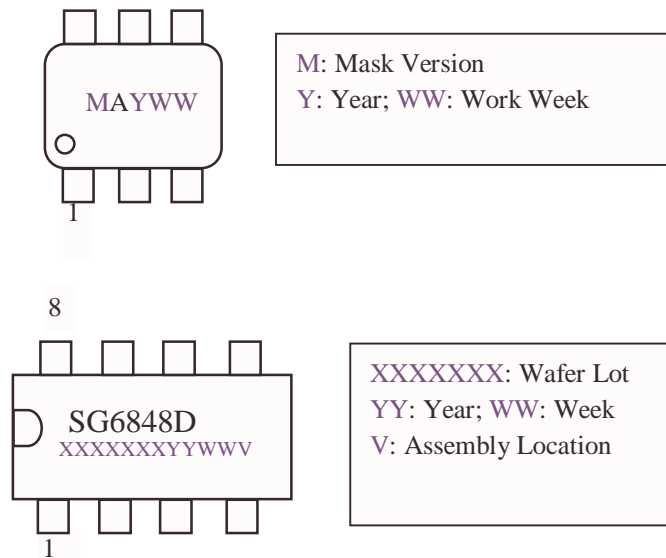 MAYWW
1
M: Mask Version
Y: Year; WW: Work Week
8
SG6848D
XXXXXXXYYWWV
1
XXXXXXX: Wafer Lot
YY: Year; WW: Week
V: Assembly Location